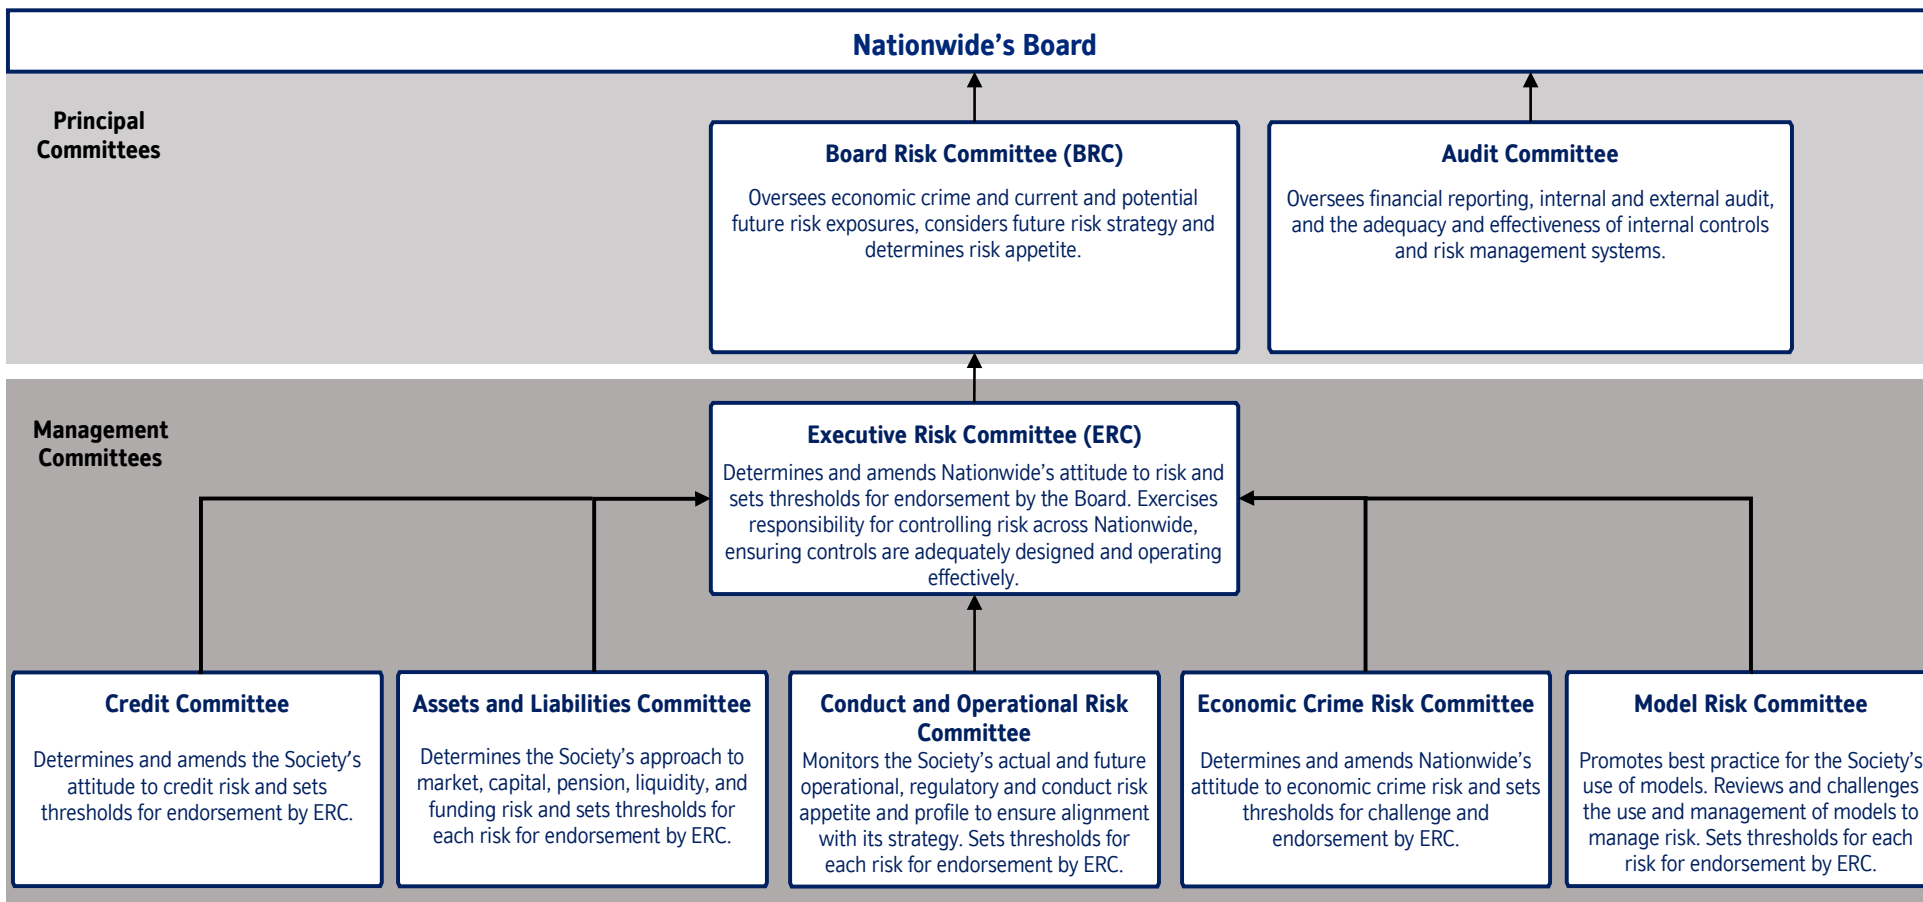 Nationwide’s Board
Principal
Committees
Board Risk Committee (BRC)
Oversees economic crime and current and potential
future risk exposures, considers future risk strategy and
determines risk appetite.
Audit Committee
Oversees financial reporting, internal and external audit,
and the adequacy and effectiveness of internal controls
and risk management systems.
Management
Committees
Executive Risk Committee (ERC)
Determines and amends Nationwide’s attitude to risk and
sets thresholds for endorsement by the Board. Exercises
responsibility for controlling risk across Nationwide,
ensuring controls are adequately designed and operating
effectively.
Credit Committee
Determines and amends the Society’s
attitude to credit risk and sets
thresholds for endorsement by ERC.
Assets and Liabilities Committee
Determines the Society’s approach to
market, capital, pension, liquidity, and
funding risk and sets thresholds for
each risk for endorsement by ERC.
Conduct and Operational Risk
Committee
Monitors the Society’s actual and future
operational, regulatory and conduct risk
appetite and profile to ensure alignment
with its strategy. Sets thresholds for
each risk for endorsement by ERC.
Economic Crime Risk Committee
Determines and amends Nationwide’s
attitude to economic crime risk and sets
thresholds for challenge and
endorsement by ERC.
Model Risk Committee
Promotes best practice for the Society’s
use of models. Reviews and challenges
the use and management of models to
manage risk. Sets thresholds for each
risk for endorsement by ERC.